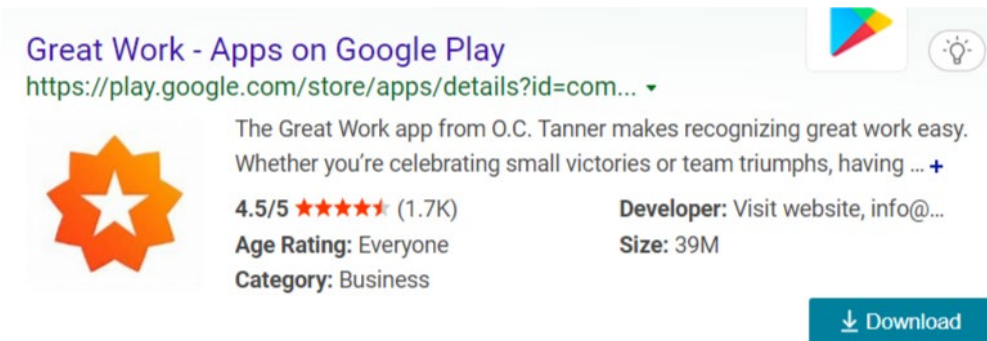 Great Work - Apps on Google Play
https://play.google.com/store/apps/details?id=com...
The Great Work app from O.C. Tanner makes recognizing great work easy.
Whether you're celebrating small victories or team triumphs, having ... +
4.5/5 ★★★★★ (1.7K)
Developer: Visit website, info@...
Age Rating: Everyone
Size: 39M
Category: Business
Download